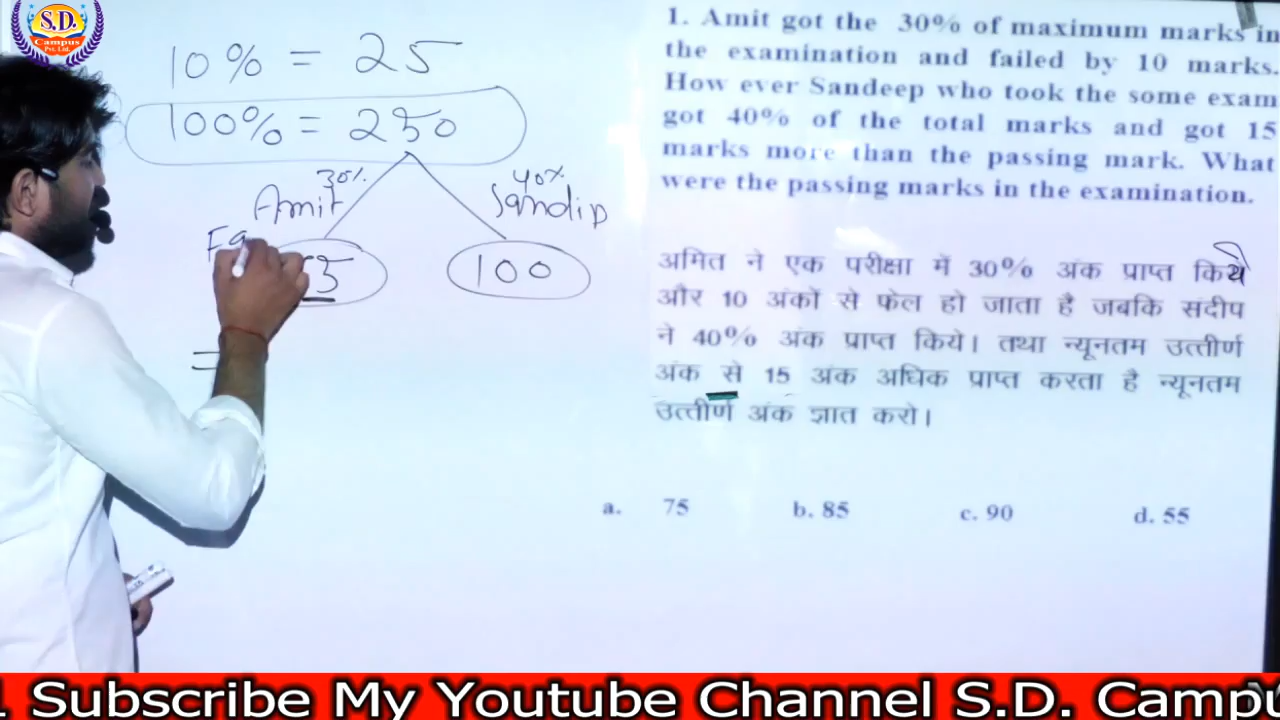 S.D.
Campus
Pvt. Ltd.
10% = 25
100% = 250
30%
Amit
40%
Sandip
100
=
1. Amit got the 30% of maximum marks in
the examination and failed by 10 marks.
How ever Sandeep who took the some exam
got 40% of the total marks and got 15
marks more than the passing mark. What
were the passing marks in the examination.
अमित ने एक परीक्षा में 30% अंक प्राप्त किये
और 10 अंकों से फेल हो जाता है जबकि संदीप
ने 40% अंक प्राप्त किये। तथा न्यूनतम उत्तीर्ण
अंक से 15 अंक अधिक प्राप्त करता है न्यूनतम
उत्तीर्ण अंक ज्ञात करो।
a. 75 b. 85 c. 90 d. 55
Subscribe My Youtube Channel S.D. Campu